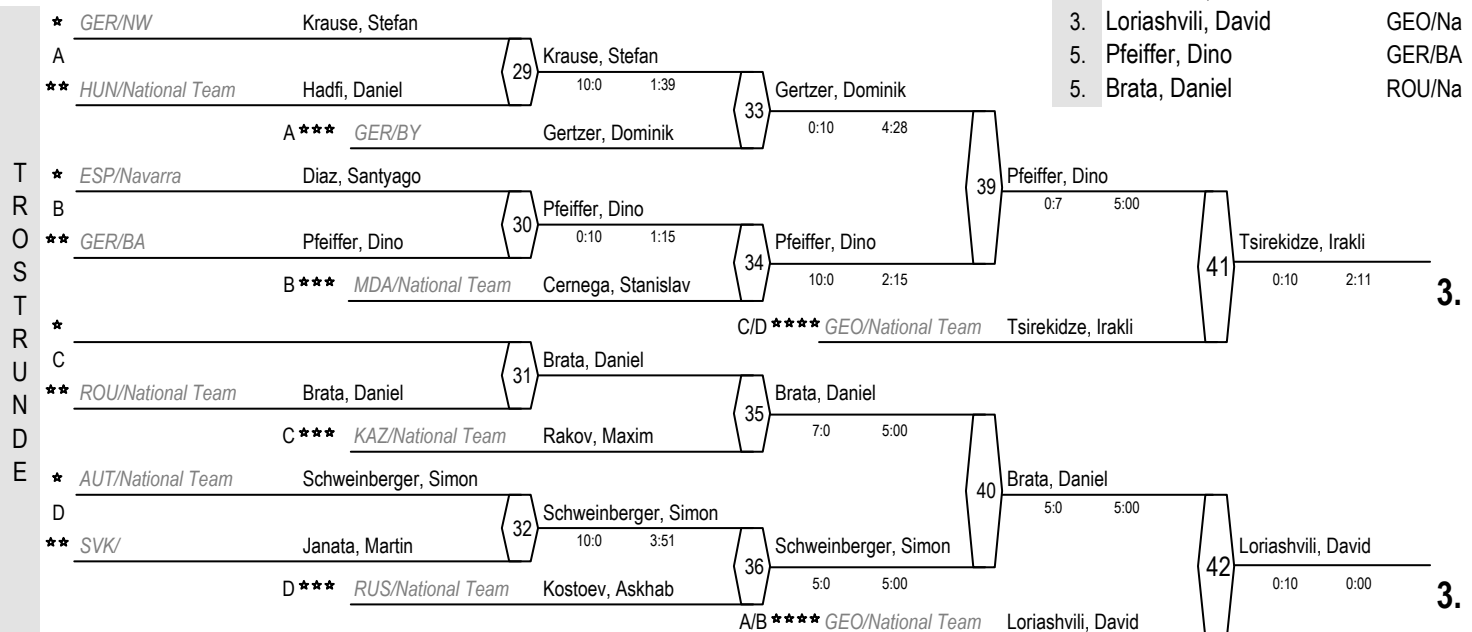 3. Loriashvili, David GEO/Na
5. Pfeiffer, Dino GER/BA
5. Brata, Daniel ROU/Na
TROSTRUNDE
* GER/NW Krause, Stefan
A
29 Krause, Stefan
10:0 1:39
** HUN/National Team Hadfi, Daniel
33 Gertzer, Dominik
0:10 4:28
A *** GER/BY Gertzer, Dominik
* ESP/Navarra Diaz, Santyago
39 Pfeiffer, Dino
0:7 5:00
B
30 Pfeiffer, Dino
0:10 1:15
** GER/BA Pfeiffer, Dino
34 Pfeiffer, Dino
10:0 2:15
41 Tsirekidze, Irakli
0:10 2:11
3.
B *** MDA/National Team Cernega, Stanislav
C/D **** GEO/National Team Tsirekidze, Irakli
*
C
31 Brata, Daniel
** ROU/National Team Brata, Daniel
35 Brata, Daniel
7:0 5:00
C *** KAZ/National Team Rakov, Maxim
* AUT/National Team Schweinberger, Simon
40 Brata, Daniel
5:0 5:00
D
32 Schweinberger, Simon
10:0 3:51
** SVK/ Janata, Martin
36 Schweinberger, Simon
5:0 5:00
42 Loriashvili, David
0:10 0:00
3.
D *** RUS/National Team Kostoev, Askhab
A/B **** GEO/National Team Loriashvili, David